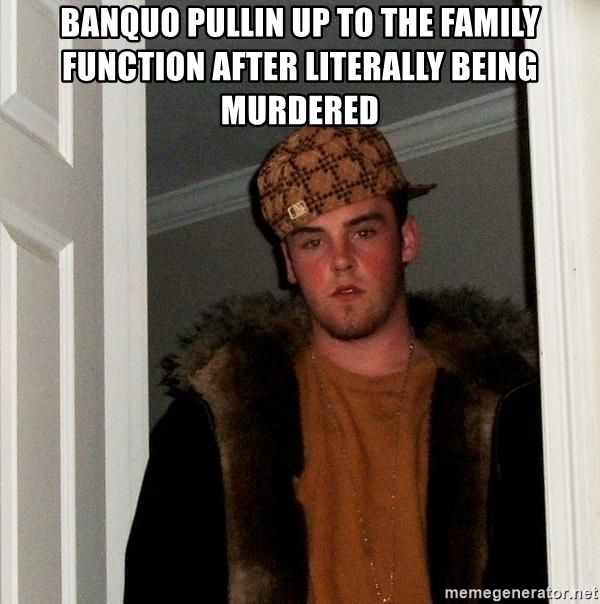 BANQUO PULLIN UP TO THE FAMILY
FUNCTION AFTER LITERALLY BEING
MURDERED
memegenerator.net